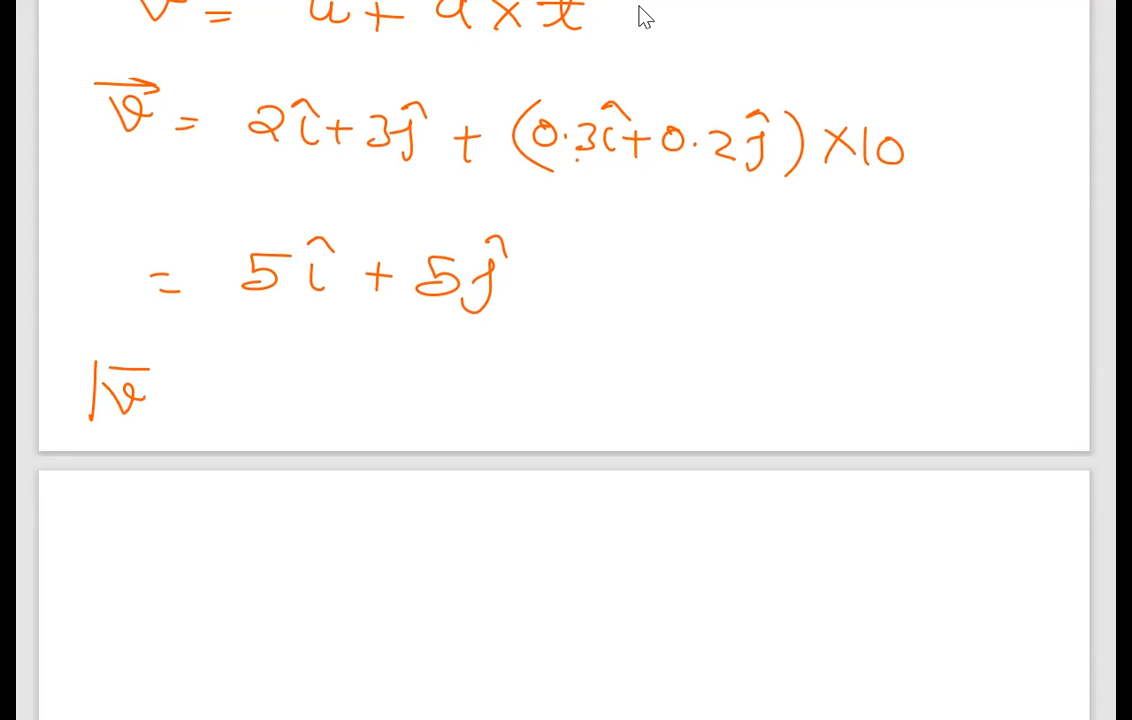 v = u + a × t
v⃗ = 2î + 3ĵ + (0.3î + 0.2ĵ) × 10
= 5î + 5ĵ
|v̅